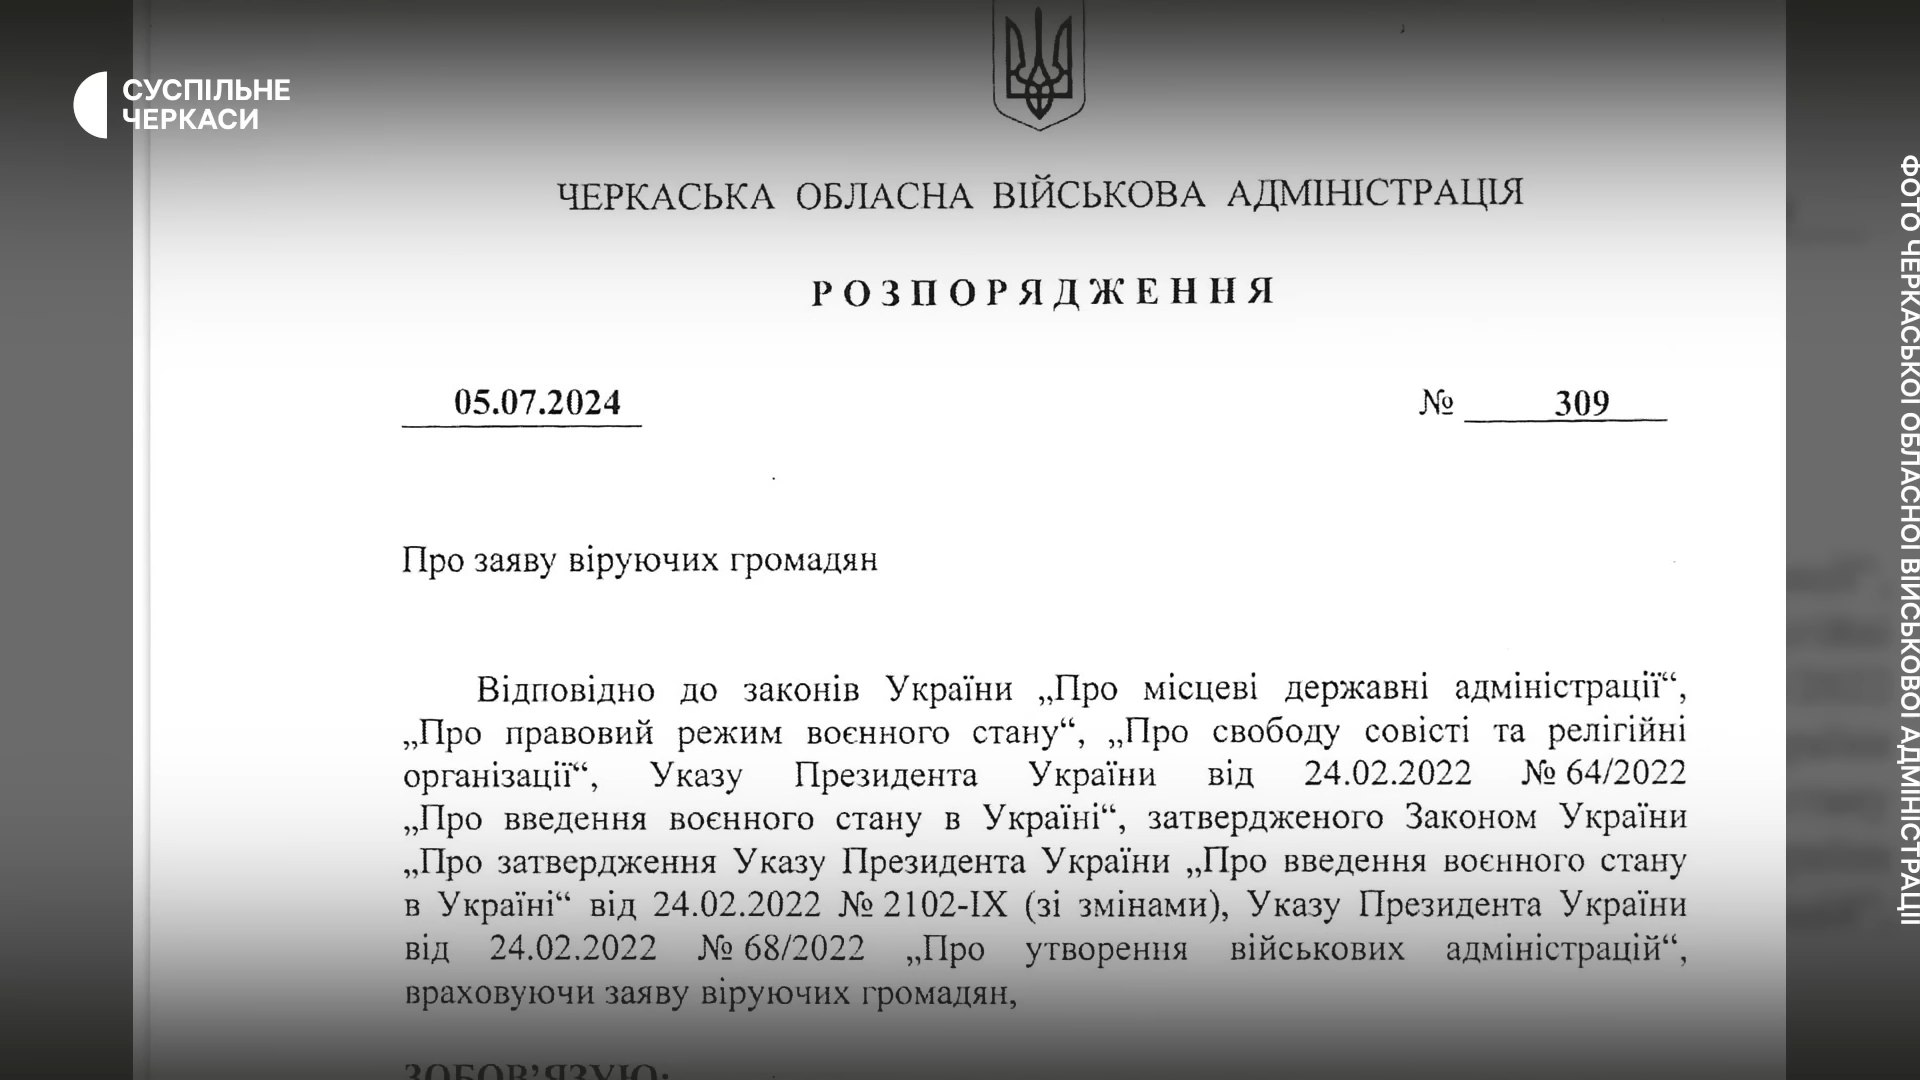 СУСПІЛЬНЕ
ЧЕРКАСИ
ЧЕРКАСЬКА ОБЛАСНА ВІЙСЬКОВА АДМІНІСТРАЦІЯ
РОЗПОРЯДЖЕННЯ
05.07.2024
№ 309
Про заяву віруючих громадян
Відповідно до законів України „Про місцеві державні адміністрації“,
„Про правовий режим воєнного стану“, „Про свободу совісті та релігійні
організації“, Указу Президента України від 24.02.2022 № 64/2022
„Про введення воєнного стану в Україні“, затвердженого Законом України
„Про затвердження Указу Президента України „Про введення воєнного стану
в Україні“ від 24.02.2022 № 2102-IX (зі змінами), Указу Президента України
від 24.02.2022 № 68/2022 „Про утворення військових адміністрацій“,
враховуючи заяву віруючих громадян,
ЗОБОВ’ЯЗУЮ:
ФОТО ЧЕРКАСЬКОЇ ОБЛАСНОЇ ВІЙСЬКОВОЇ АДМІНІСТРАЦІЇ